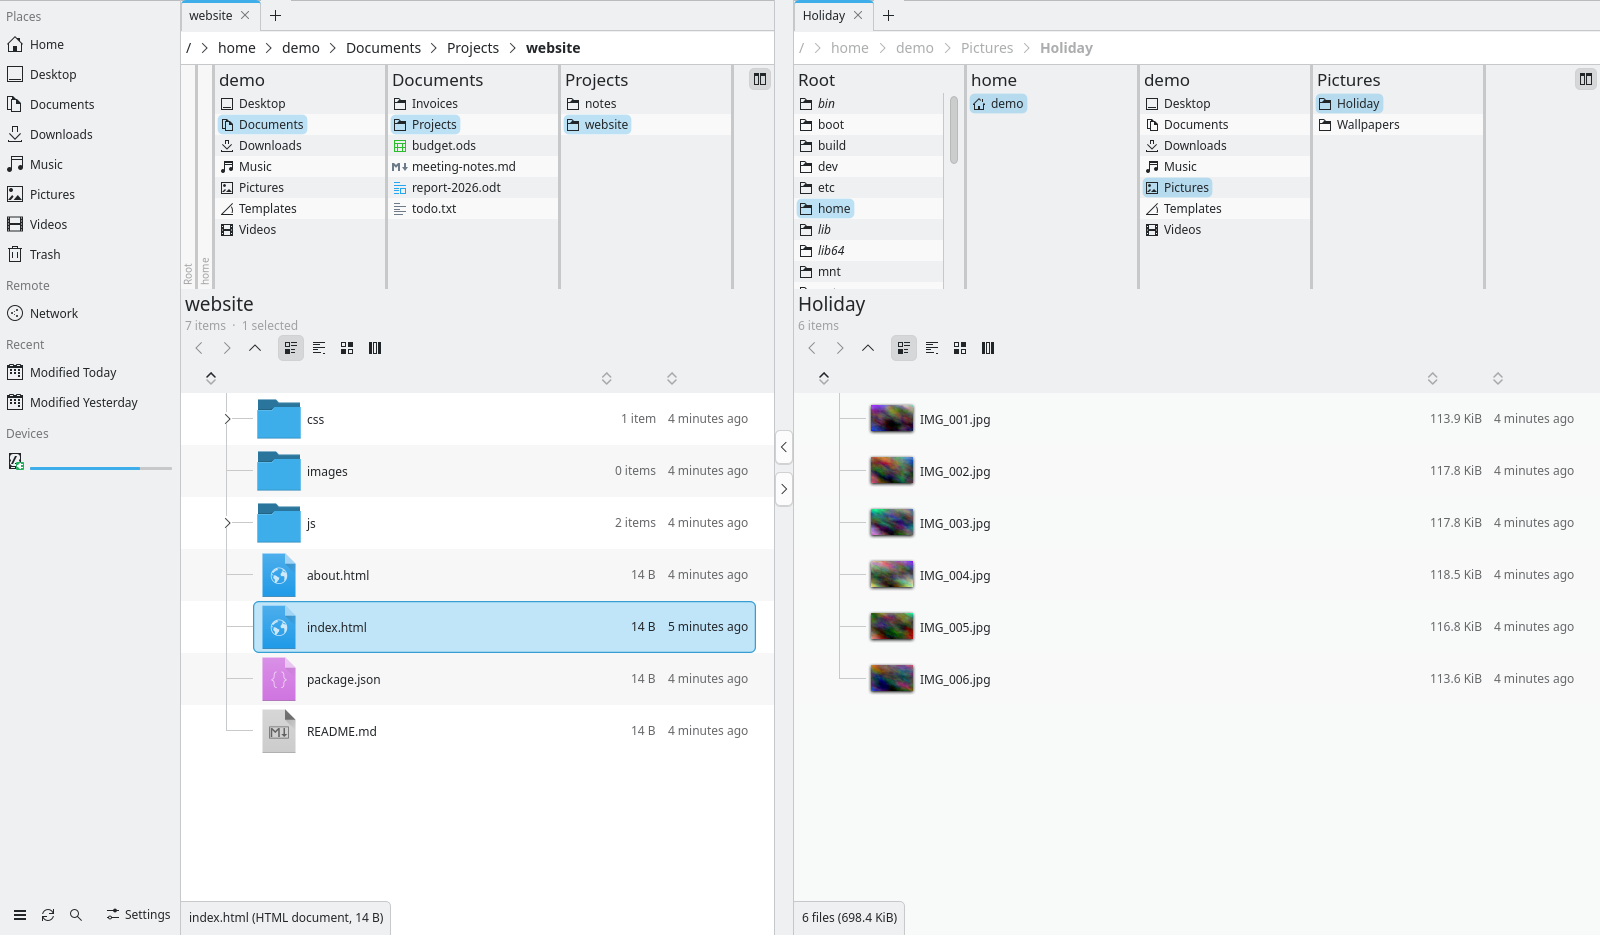 Places
Home
Desktop
Documents
Downloads
Music
Pictures
Videos
Trash
Remote
Network
Recent
Modified Today
Modified Yesterday
Devices
Settings
website
/ home demo Documents Projects website
Root
home
demo
Desktop
Documents
Downloads
Music
Pictures
Templates
Videos
Documents
Invoices
Projects
budget.ods
meeting-notes.md
report-2026.odt
todo.txt
Projects
notes
website
website
7 items · 1 selected
css 1 item 4 minutes ago
images 0 items 4 minutes ago
js 2 items 4 minutes ago
about.html 14 B 4 minutes ago
index.html 14 B 5 minutes ago
package.json 14 B 4 minutes ago
README.md 14 B 4 minutes ago
index.html (HTML document, 14 B)
Holiday
/ home demo Pictures Holiday
Root
bin
boot
build
dev
etc
home
lib
lib64
mnt
home
demo
demo
Desktop
Documents
Downloads
Music
Pictures
Templates
Videos
Pictures
Holiday
Wallpapers
Holiday
6 items
IMG_001.jpg 113.9 KiB 4 minutes ago
IMG_002.jpg 117.8 KiB 4 minutes ago
IMG_003.jpg 117.8 KiB 4 minutes ago
IMG_004.jpg 118.5 KiB 4 minutes ago
IMG_005.jpg 116.8 KiB 4 minutes ago
IMG_006.jpg 113.6 KiB 4 minutes ago
6 files (698.4 KiB)